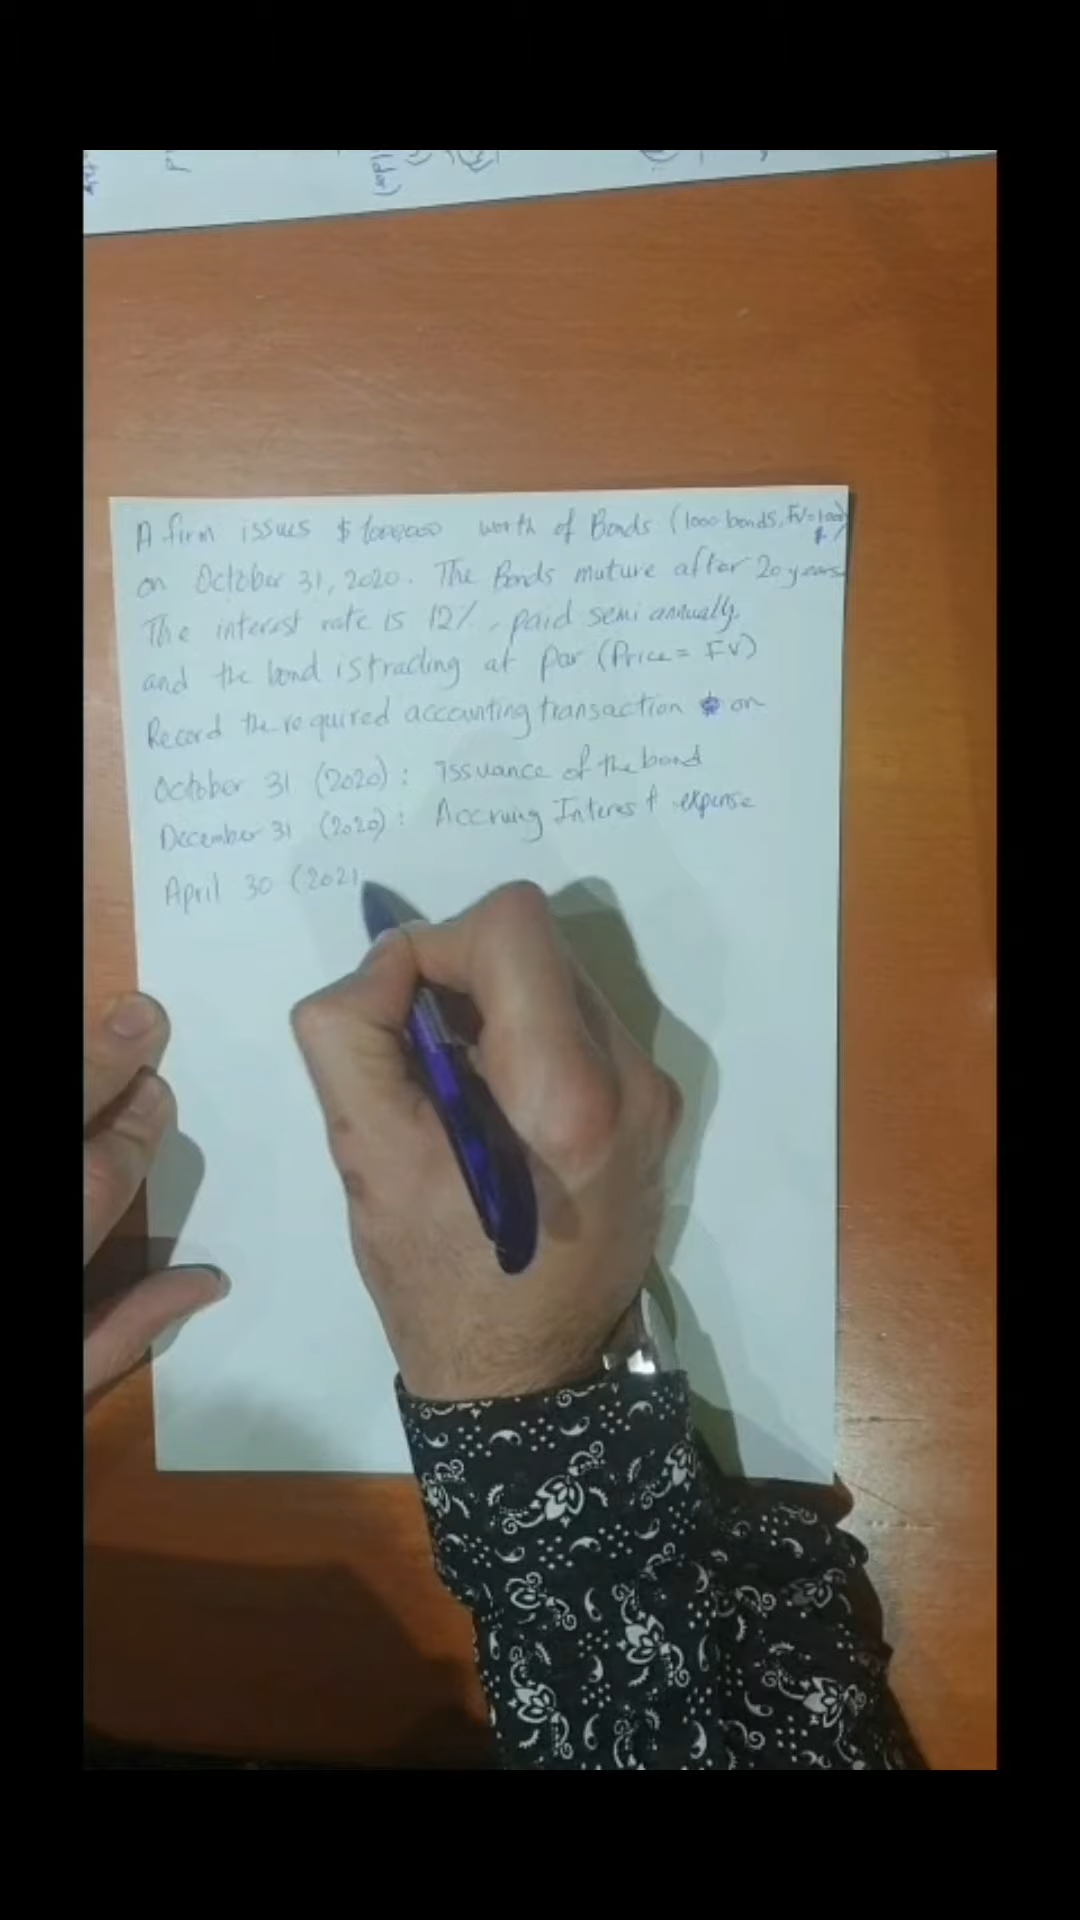 A firm issues $ 1000,000 worth of Bonds (1000 bonds, FV=1000
$)
on October 31, 2020. The Bonds mature after 20 years
The interest rate is 12%, paid semi annually.
and the bond is trading at par (Price = FV)
Record the required accounting transaction on
October 31 (2020): Issuance of the bond
December 31 (2020): Accruing Interest expense
April 30 (2021